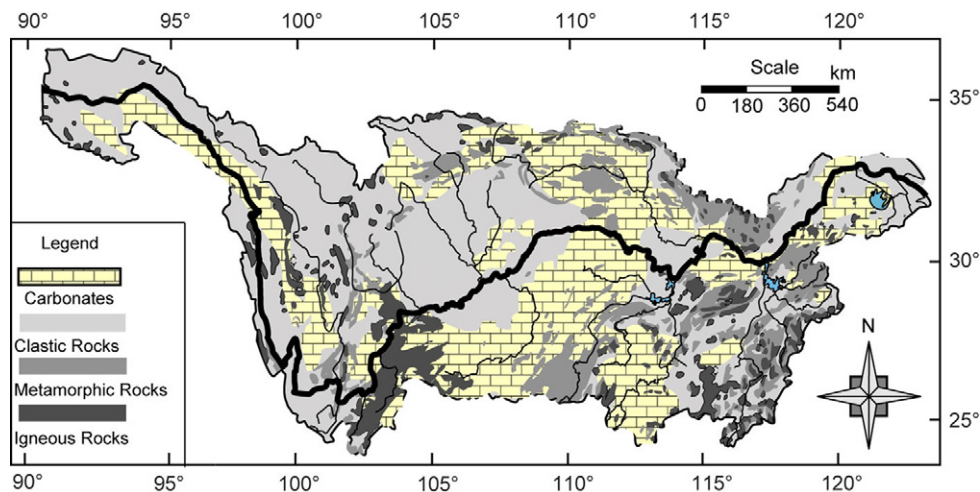 90° 95° 100° 105° 110° 115° 120°
Scale km
0 180 360 540
35°
30°
25°
Legend
Carbonates
Clastic Rocks
Metamorphic Rocks
Igneous Rocks
N
90° 95° 100° 105° 110° 115° 120°